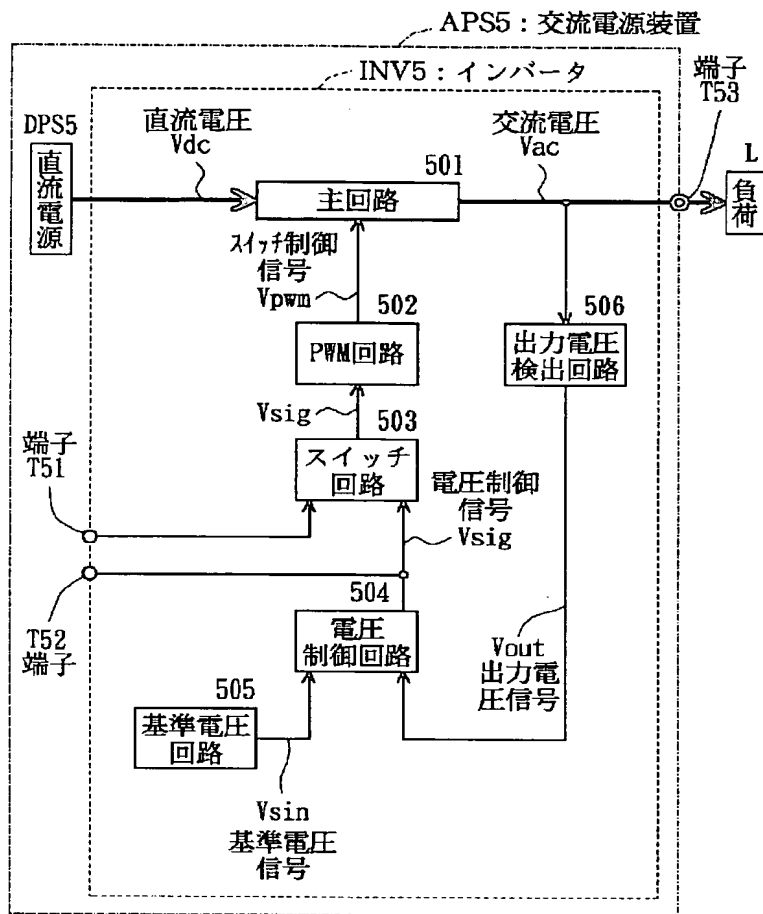 APS5：交流電源装置
INV5：インバータ
端子
T53
DPS5
直流電源
直流電圧
Vdc
交流電圧
Vac
L
負荷
501
主回路
スイッチ制御
信号
Vpwm
502
PWM回路
506
出力電圧
検出回路
Vsig
503
スイッチ
回路
端子
T51
電圧制御
信号
Vsig
T52
端子
504
電圧
制御回路
Vout
出力電
圧信号
505
基準電圧
回路
Vsin
基準電圧
信号